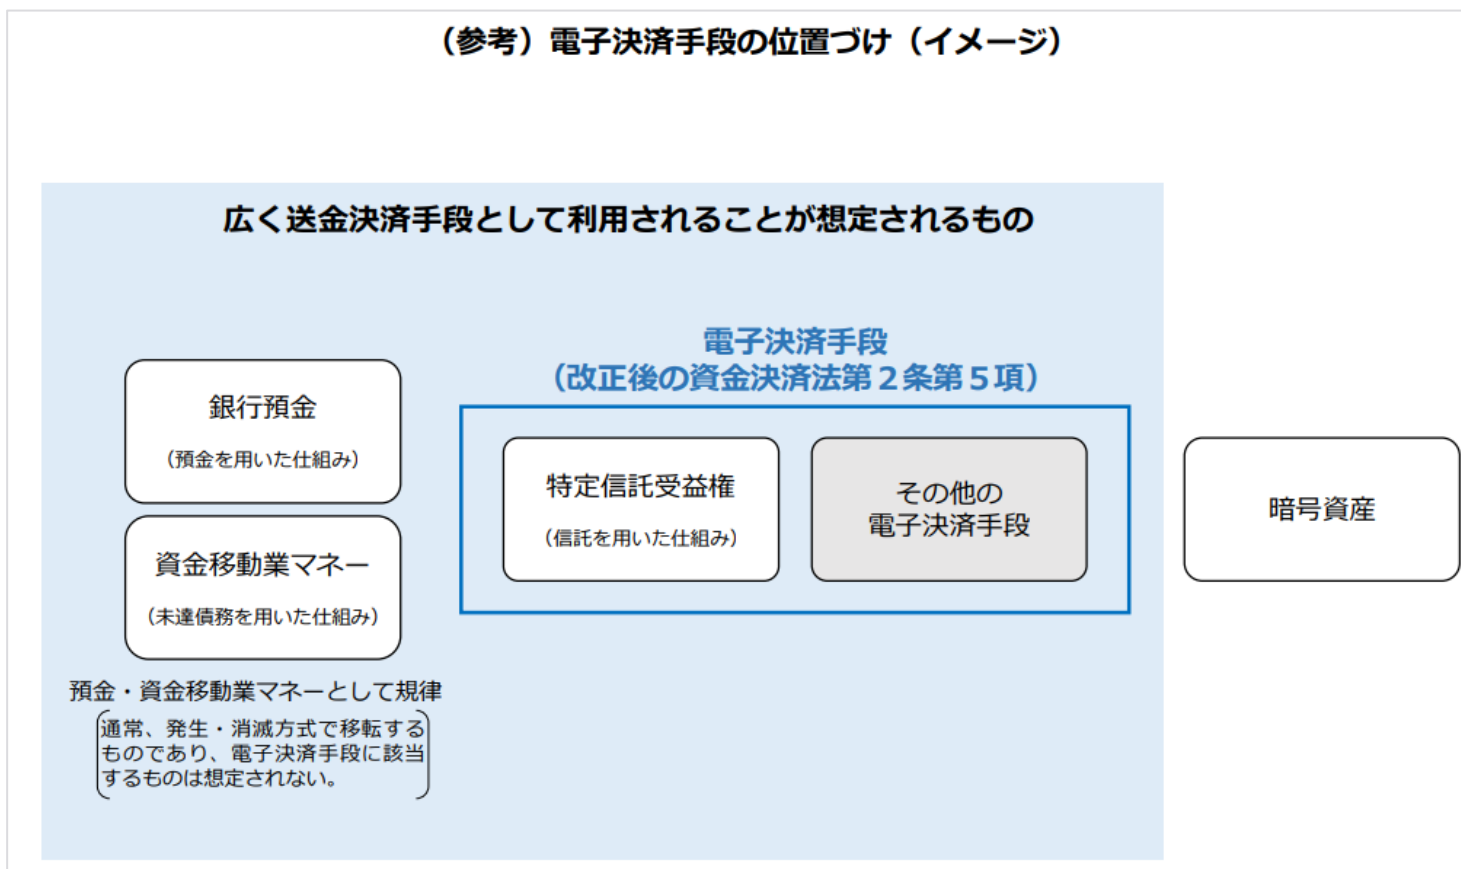 （参考）電子決済手段の位置づけ（イメージ）
広く送金決済手段として利用されることが想定されるもの
電子決済手段
（改正後の資金決済法第２条第５項）
銀行預金
（預金を用いた仕組み）
資金移動業マネー
（未達債務を用いた仕組み）
預金・資金移動業マネーとして規律
通常、発生・消滅方式で移転する
ものであり、電子決済手段に該当
するものは想定されない。
特定信託受益権
（信託を用いた仕組み）
その他の
電子決済手段
暗号資産